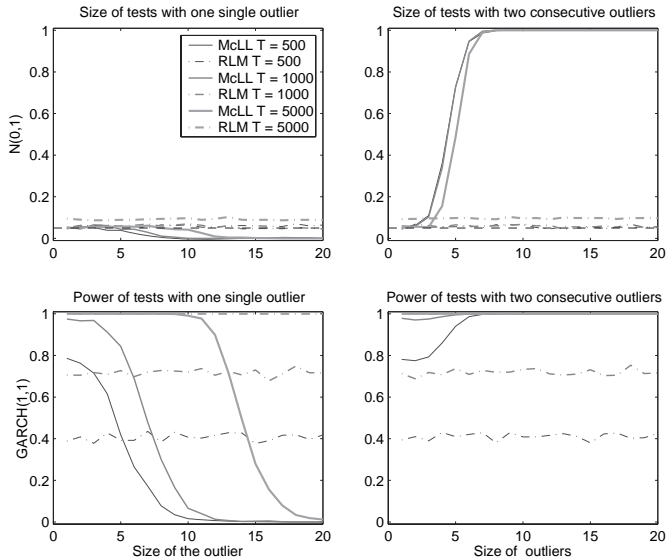 Size of tests with one single outlier
1
0.8
0.6
0.4
0.2
0
N(0,1)
McLL T = 500
RLM T = 500
McLL T = 1000
RLM T = 1000
McLL T = 5000
RLM T = 5000
0 5 10 15 20
Size of tests with two consecutive outliers
1
0.8
0.6
0.4
0.2
0
0 5 10 15 20
Power of tests with one single outlier
1
0.8
0.6
0.4
0.2
0
GARCH(1,1)
0 5 10 15 20
Size of the outlier
Power of tests with two consecutive outliers
1
0.8
0.6
0.4
0.2
0
0 5 10 15 20
Size of outliers